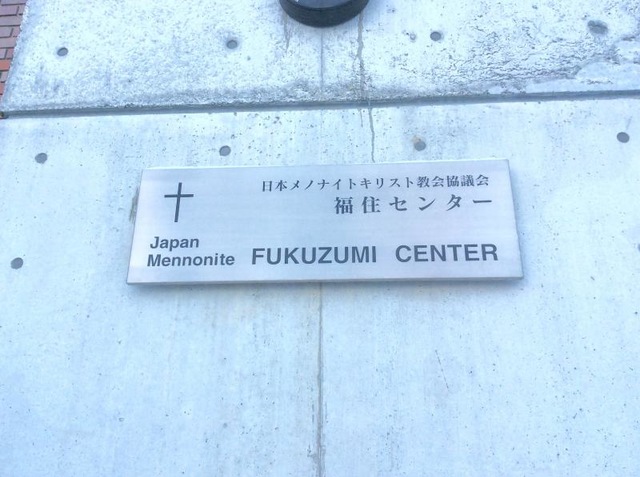 日本メノナイトキリスト教会協議会
福住センター
Japan
Mennonite FUKUZUMI CENTER